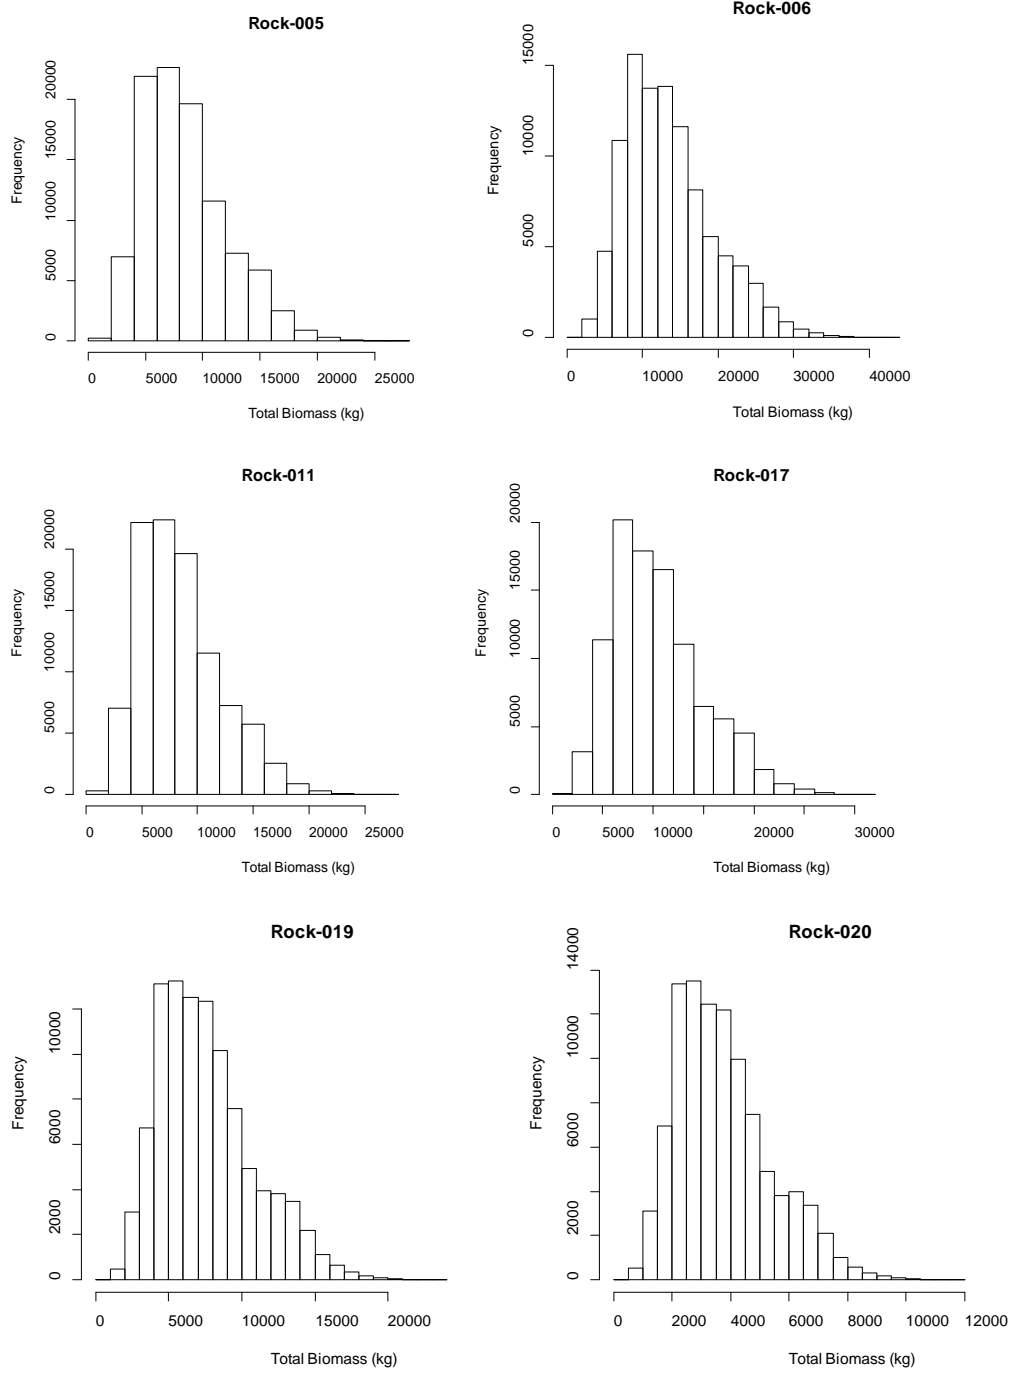 Rock-005
Frequency
20000
15000
10000
5000
0
0 5000 10000 15000 20000 25000
Total Biomass (kg)
Rock-006
Frequency
15000
10000
5000
0
0 10000 20000 30000 40000
Total Biomass (kg)
Rock-011
Frequency
20000
15000
10000
5000
0
0 5000 10000 15000 20000 25000
Total Biomass (kg)
Rock-017
Frequency
20000
15000
10000
5000
0
0 5000 10000 20000 30000
Total Biomass (kg)
Rock-019
Frequency
10000
6000
2000
0
0 5000 10000 15000 20000
Total Biomass (kg)
Rock-020
Frequency
14000
10000
6000
2000
0
0 2000 4000 6000 8000 10000 12000
Total Biomass (kg)